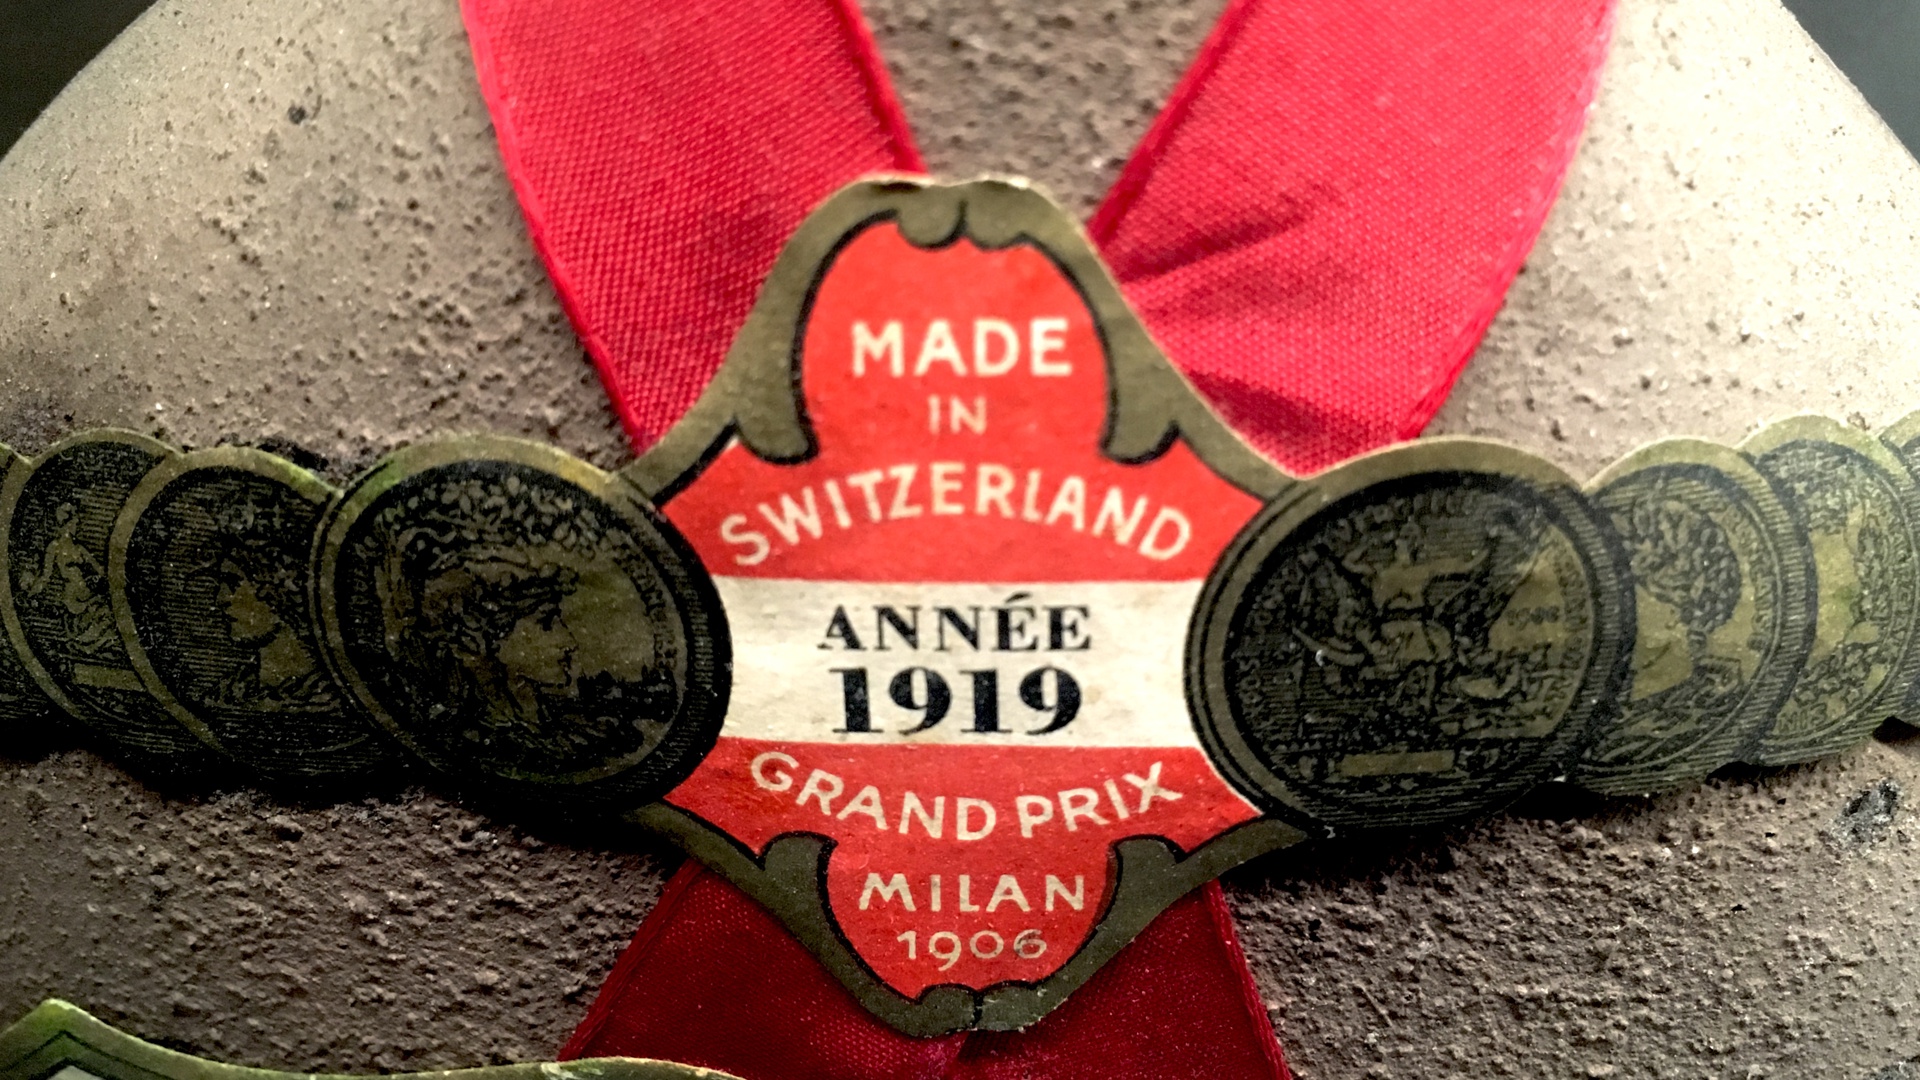 MADE
IN
SWITZERLAND
ANNÉE
1919
GRAND PRIX
MILAN
1906